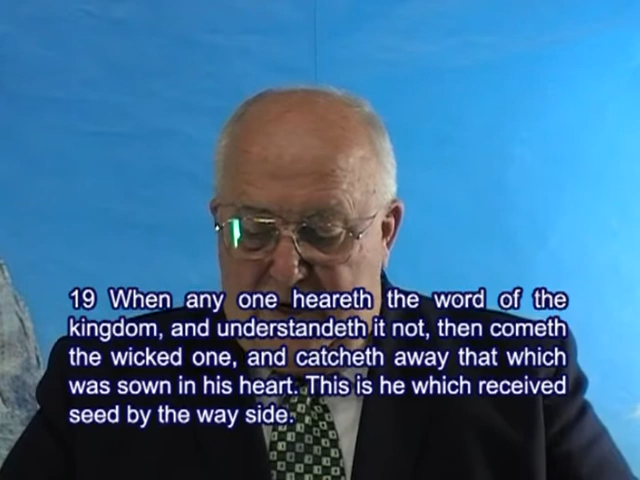 19 When any one heareth the word of the
kingdom, and understandeth it not, then cometh
the wicked one, and catcheth away that which
was sown in his heart. This is he which received
seed by the way side.